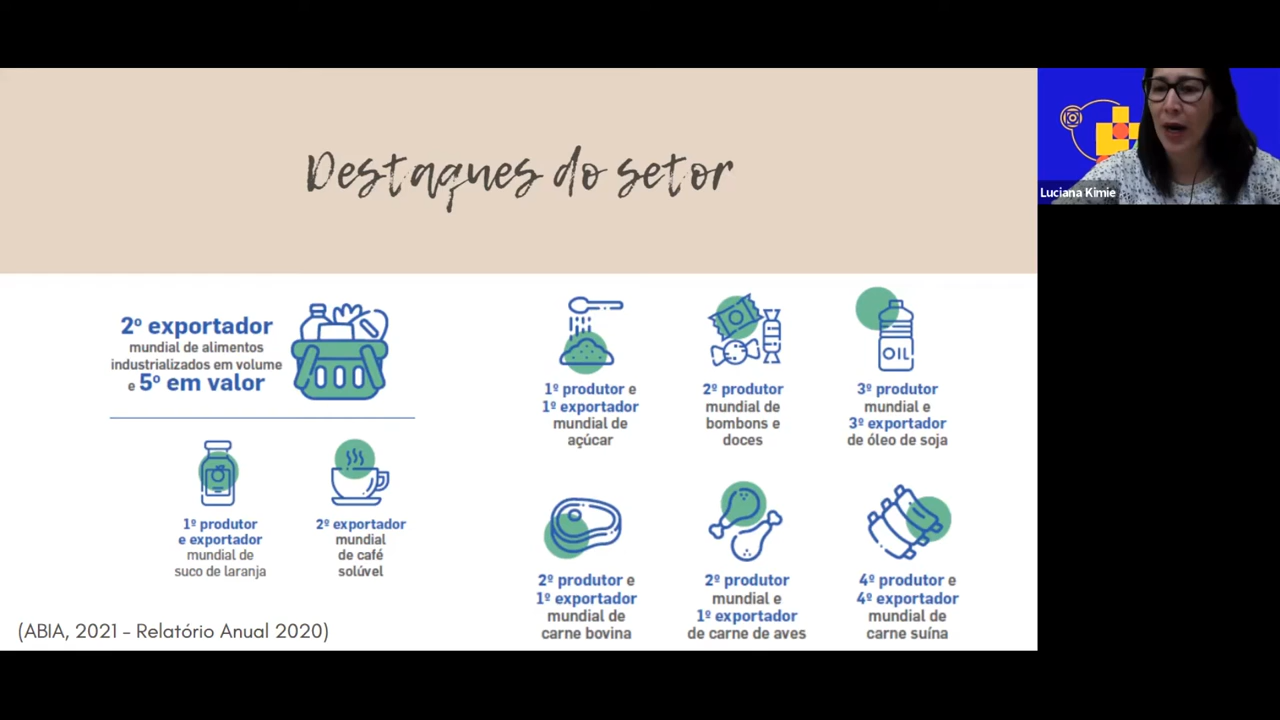 Destaques do setor
Luciana Kimie
2º exportador
mundial de alimentos
industrializados em volume
e 5º em valor
1º produtor
e exportador
mundial de
suco de laranja
2º exportador
mundial
de café
solúvel
1º produtor e
1º exportador
mundial de
açúcar
2º produtor
mundial de
bombons e
doces
OIL
3º produtor
mundial e
3º exportador
de óleo de soja
2º produtor e
1º exportador
mundial de
carne bovina
2º produtor
mundial e
1º exportador
de carne de aves
4º produtor e
4º exportador
mundial de
carne suína
(ABIA, 2021 – Relatório Anual 2020)